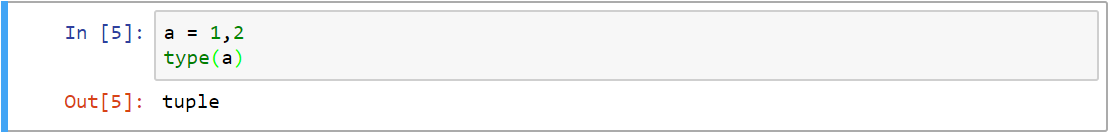 In [5]: a = 1,2
type(a)
Out[5]: tuple